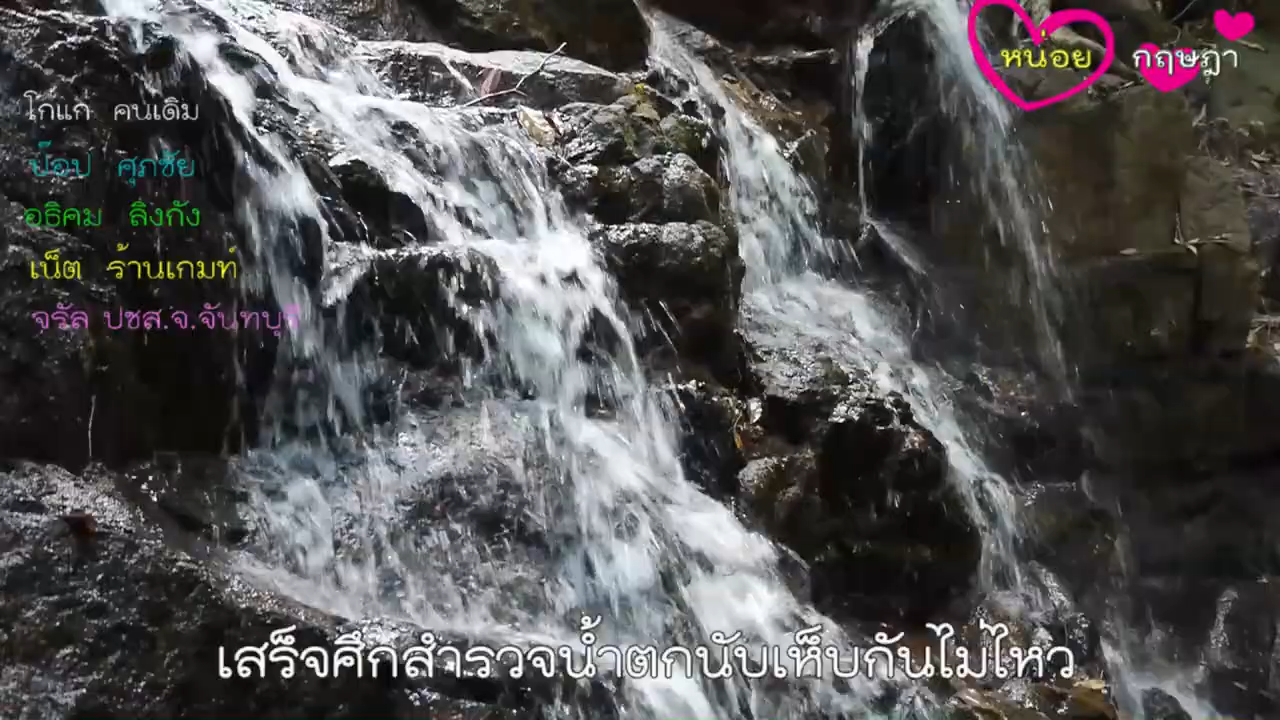 หน่อย กฤษฎา
โก๋แก่ คนเดิม
ป๊อป ศุภชัย
อธิคม ลิ่งกัง
เน็ต ร้านเกมท์
จรัล ปชส.จ.จันทบุรี
เสร็จศึกสำรวจน้ำตกนับเห็บกันไม่ไหว